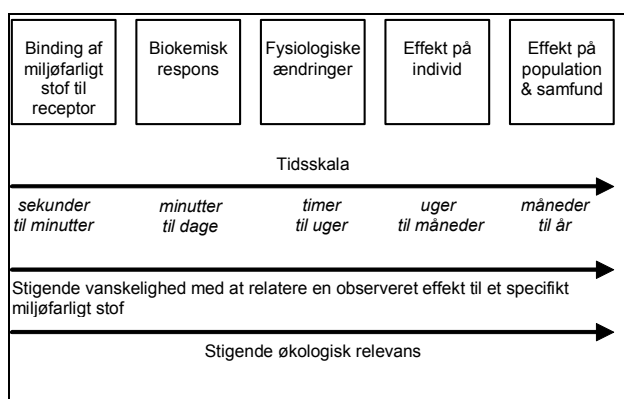 Binding af
miljøfarligt
stof til
receptor
Biokemisk
respons
Fysiologiske
ændringer
Effekt på
individ
Effekt på
population
& samfund
Tidsskala
sekunder
til minutter
minutter
til dage
timer
til uger
uger
til måneder
måneder
til år
Stigende vanskelighed med at relatere en observeret effekt til et specifikt
miljøfarligt stof
Stigende økologisk relevans